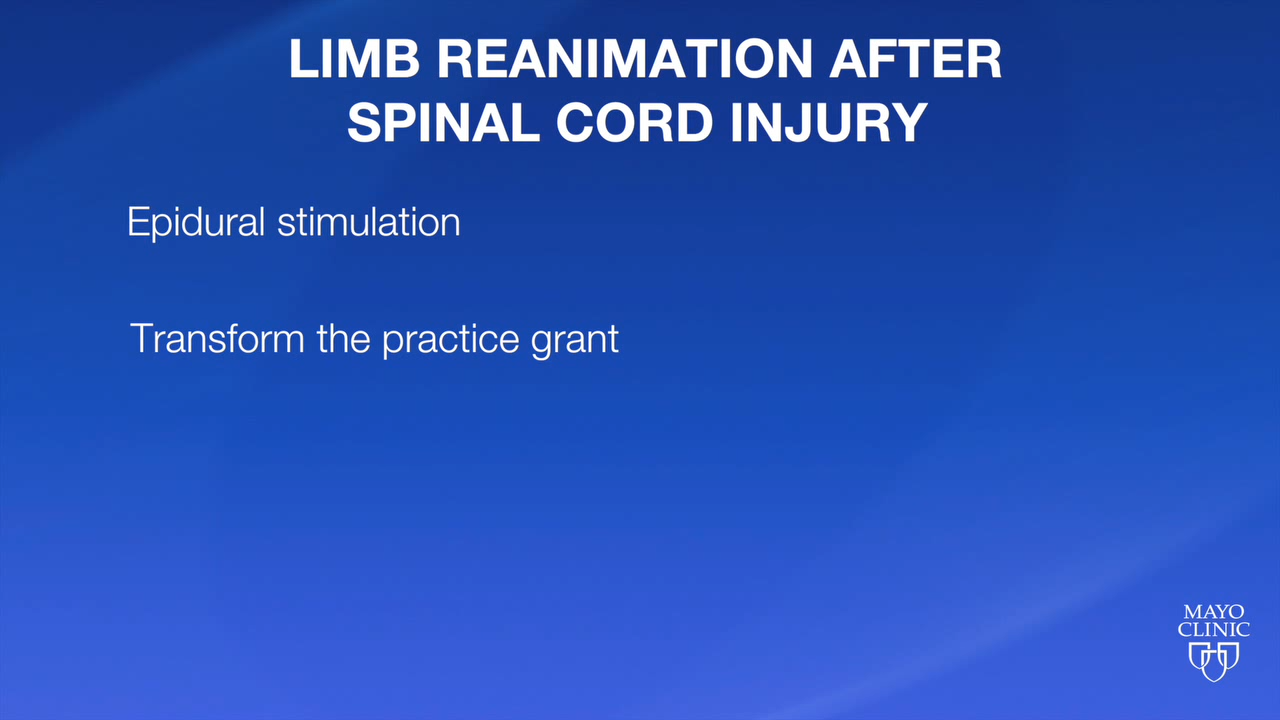 LIMB REANIMATION AFTER
SPINAL CORD INJURY
Epidural stimulation
Transform the practice grant
MAYO
CLINIC